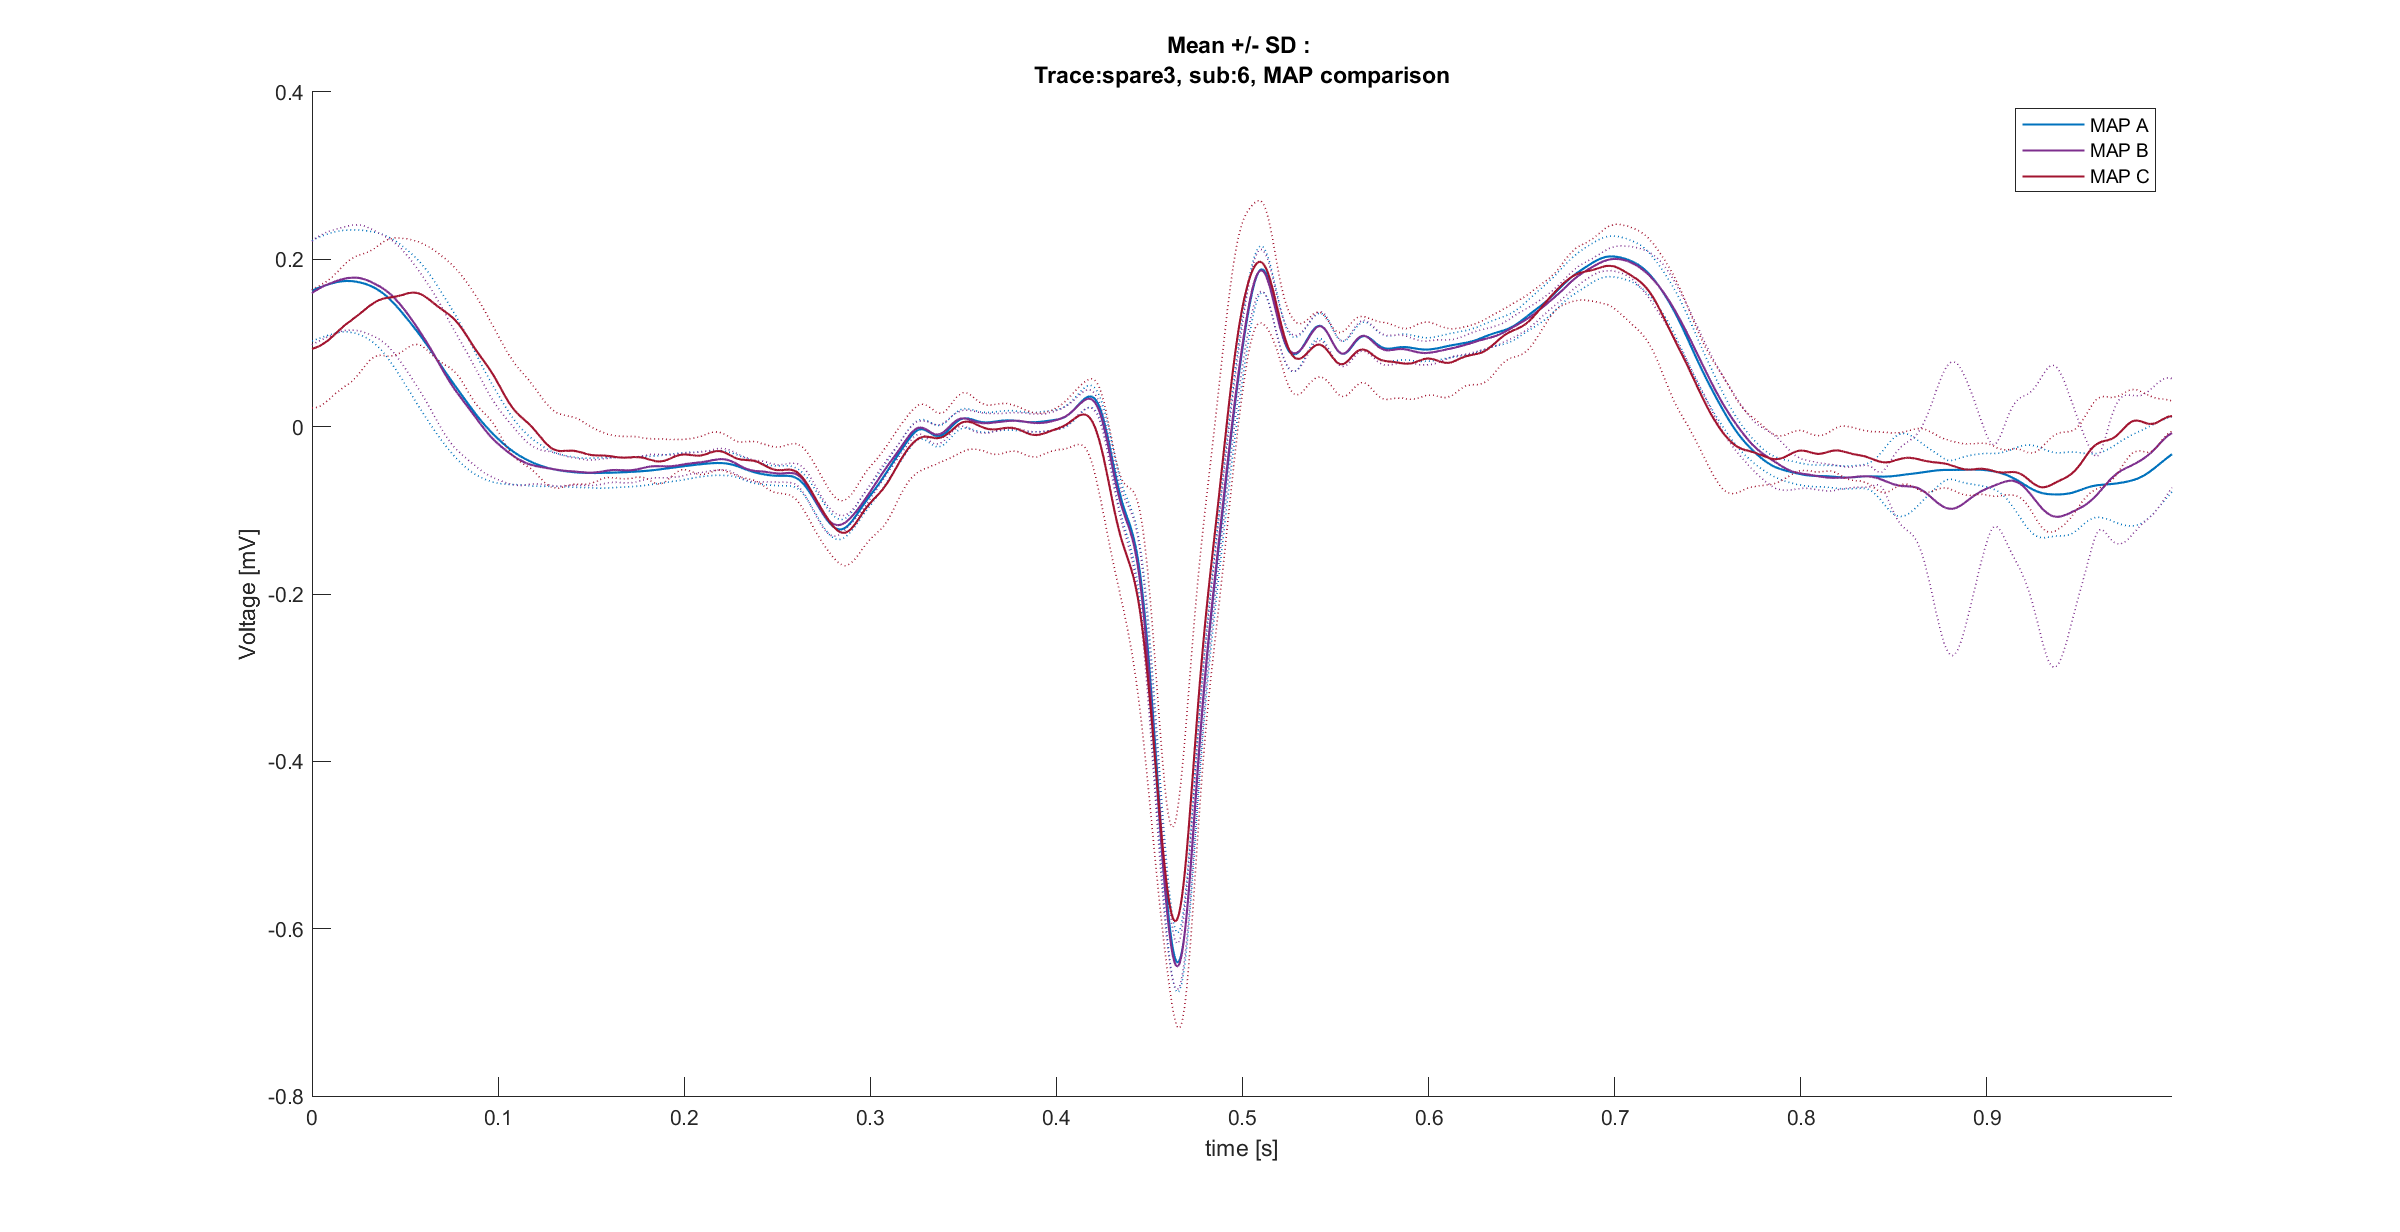 Mean +/- SD :
Trace:spare3, sub:6, MAP comparison
MAP A
MAP B
MAP C
Voltage [mV]
0.4
0.2
0
-0.2
-0.4
-0.6
-0.8
0 0.1 0.2 0.3 0.4 0.5 0.6 0.7 0.8 0.9
time [s]